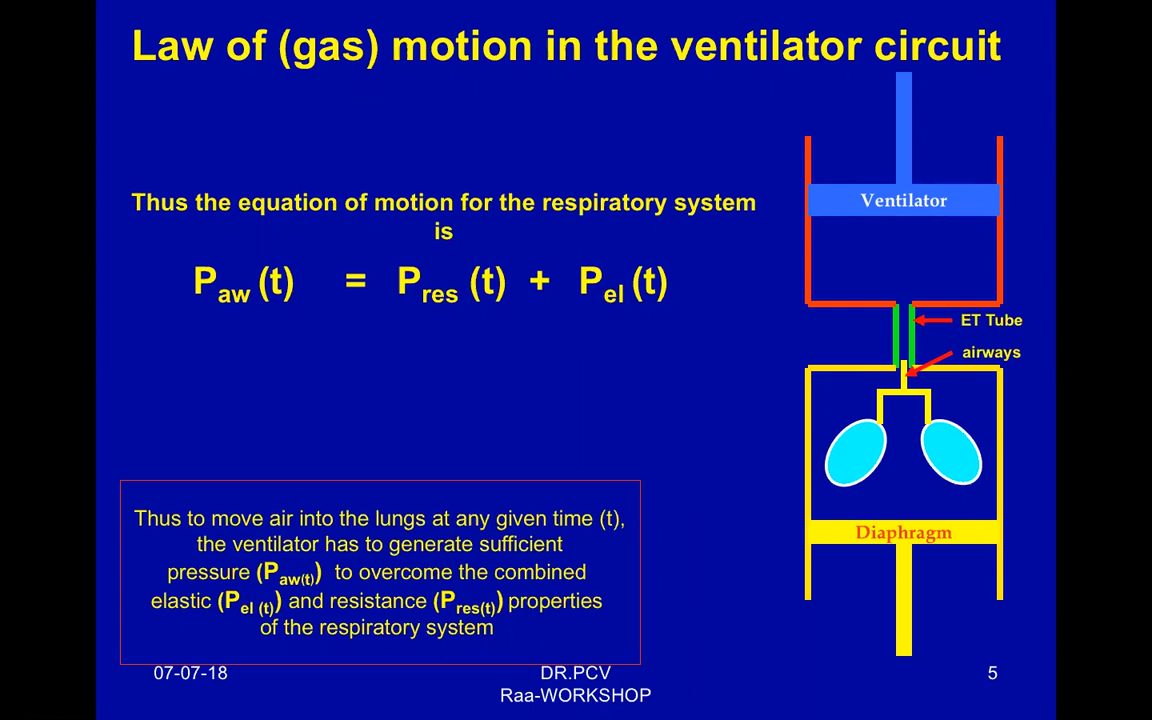 Law of (gas) motion in the ventilator circuit
Thus the equation of motion for the respiratory system
is
Paw (t) = Pres (t) + Pel (t)
Ventilator
ET Tube
airways
Diaphragm
Thus to move air into the lungs at any given time (t),
the ventilator has to generate sufficient
pressure (Paw(t)) to overcome the combined
elastic (Pel (t)) and resistance (Pres(t)) properties
of the respiratory system
07-07-18
DR.PCV
Raa-WORKSHOP
5